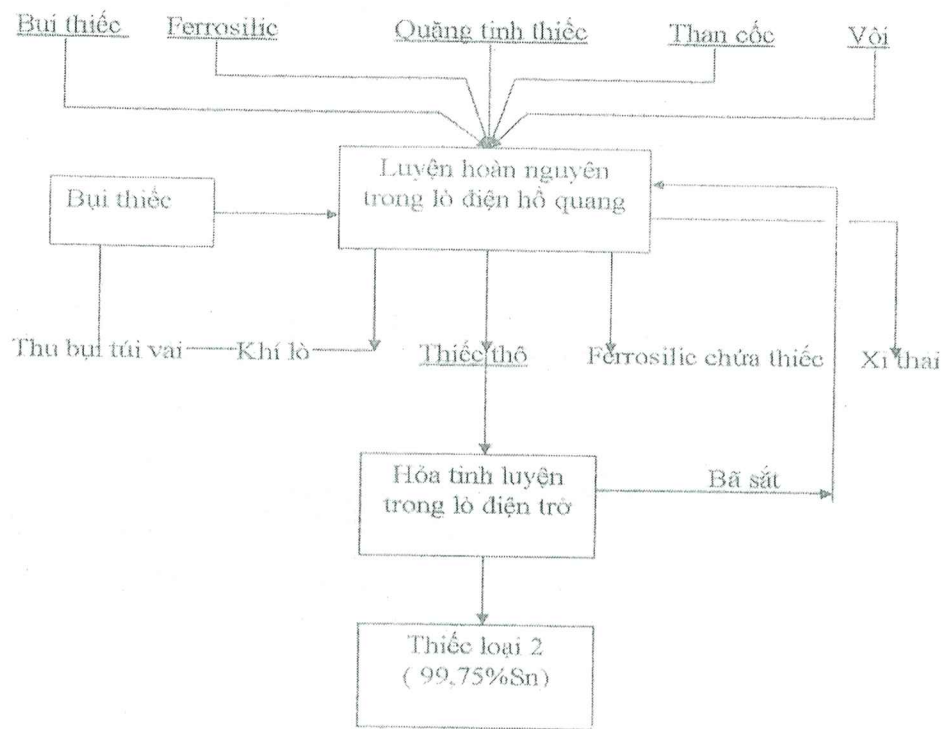 Bụi thiếc
Ferrosilic
Quặng tinh thiếc
Than cốc
Vôi
Luyện hoàn nguyên
trong lò điện hồ quang
Bụi thiếc
Thu bụi túi vải
Khí lò
Thiếc thô
Ferrosilic chứa thiếc
Xỉ thải
Hỏa tinh luyện
trong lò điện trở
Bã sắt
Thiếc loại 2
( 99,75%Sn)